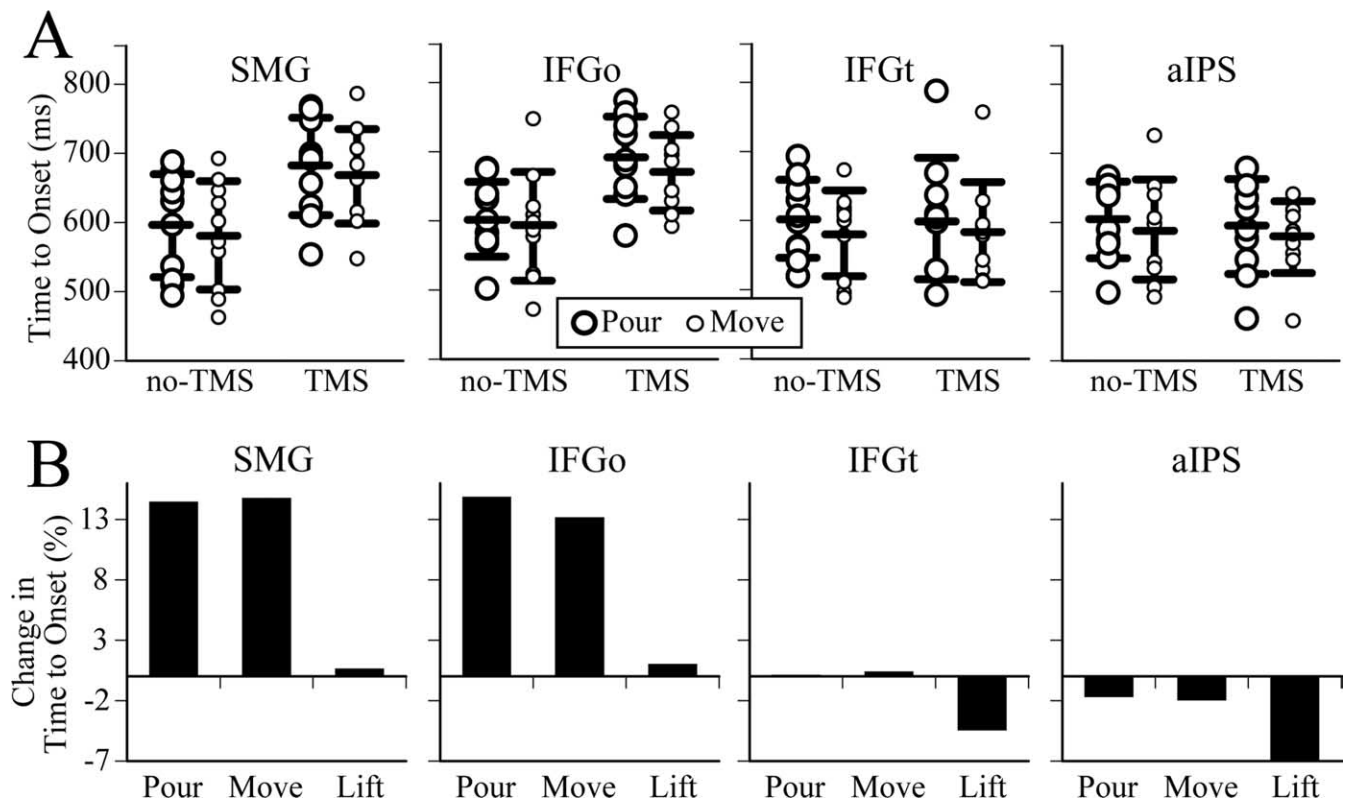 A
SMG IFGo IFGt aIPS
Time to Onset (ms)
800
700
600
500
400
Pour Move
no-TMS TMS no-TMS TMS no-TMS TMS no-TMS TMS
B
SMG IFGo IFGt aIPS
Change in
Time to Onset (%)
13
8
3
-2
-7
Pour Move Lift Pour Move Lift Pour Move Lift Pour Move Lift